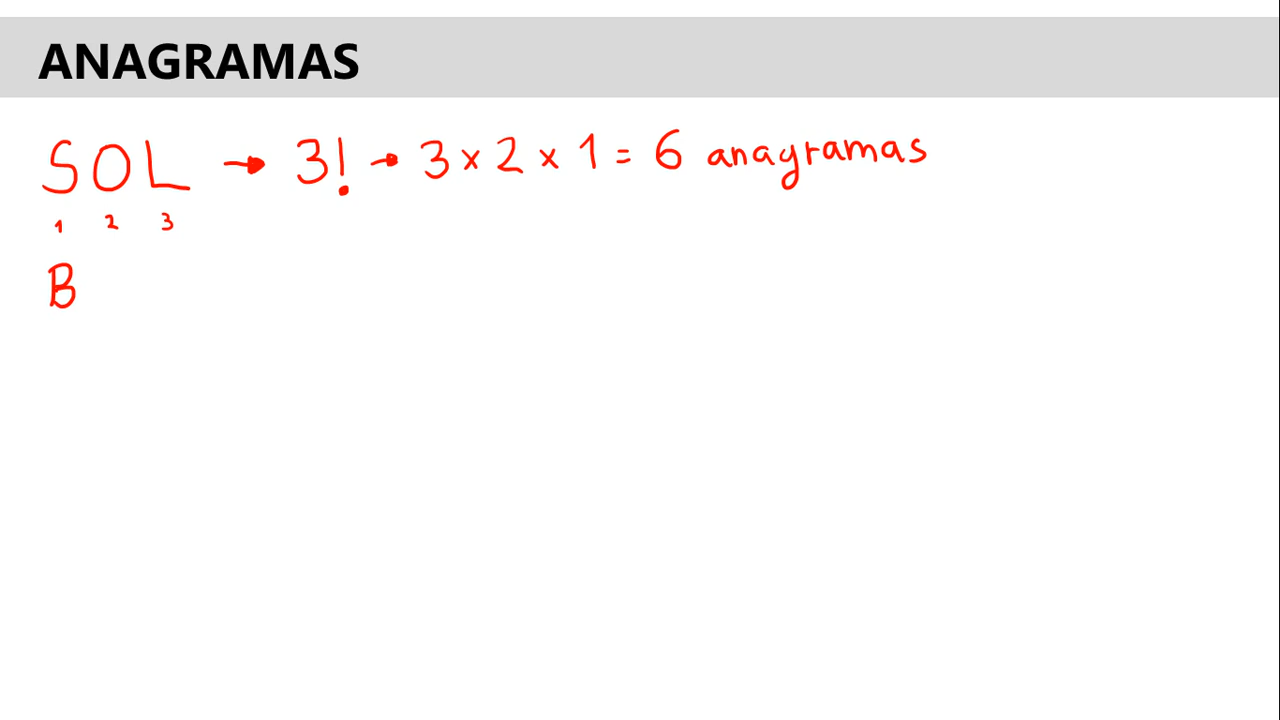 ANAGRAMAS
SOL → 3! → 3 × 2 × 1 = 6 anagramas
1 2 3
B